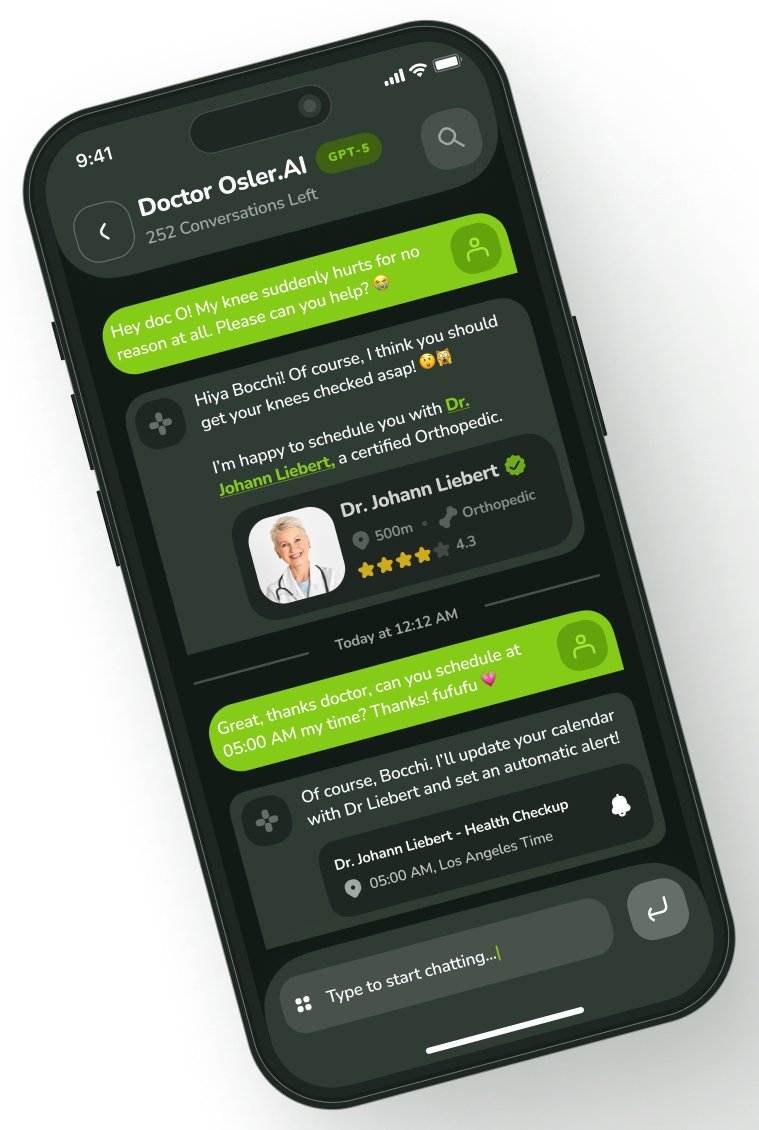 9:41
Doctor Osler.AI GPT-5
252 Conversations Left
Hey doc O! My knee suddenly hurts for no
reason at all. Please can you help? 😭
Hiya Bocchi! Of course, I think you should
get your knees checked asap! 😲🙀
I'm happy to schedule you with Dr.
Johann Liebert, a certified Orthopedic.
Dr. Johann Liebert
500m • Orthopedic
4.3
Today at 12:12 AM
Great, thanks doctor, can you schedule at
05:00 AM my time? Thanks! fufufu 💗
Of course, Bocchi. I'll update your calendar
with Dr Liebert and set an automatic alert!
Dr. Johann Liebert - Health Checkup
05:00 AM, Los Angeles Time
Type to start chatting...